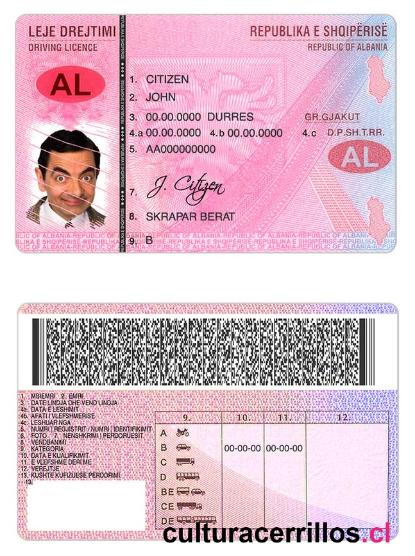 LEJE DREJTIMI
DRIVING LICENCE
REPUBLIKA E SHQIPËRISË
REPUBLIC OF ALBANIA
AL
1. CITIZEN
2. JOHN
3. 00.00.0000 DURRES GR.GJAKUT
4.a 00.00.0000 4.b 00.00.0000 4.c D.P.SH.T.RR.
5. AA000000000
AL
7. J. Citizen
8. SKRAPAR BERAT
9. B
1. MBIEMRI 2. EMRI
3. DATELINDJA DHE VENDLINDJA
4a. DATA E LESHIMIT
4b. AFATI I VLEFSHMERISE
4c. LESHUAR NGA
5. NUMRI I REGJISTRIT / NUMRI I IDENTIFIKIMIT
6. FOTO 7. NENSHKRIMI I PERDORUESIT
8. VENDBANIMI
9. KATEGORIA
10. DATA E KUALIFIKIMIT
11. E VLEFSHME DERI ME
12. VEREJTJE
13. KUSHTE KUFIZUESE PERDORIMI
13.
9. 10. 11. 12.
A
B 00-00-00 00-00-00
C
D
BE
CE
DE
culturacerrillos.cl